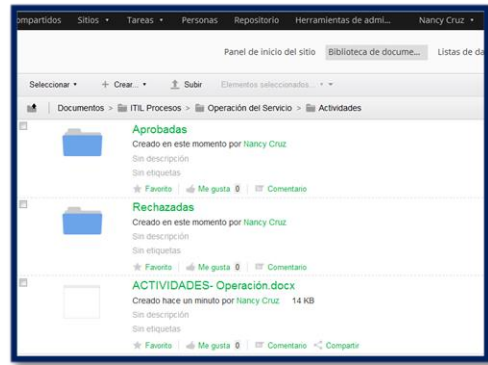 ompartidos Sitios Tareas Personas Repositorio Herramientas de admi... Nancy Cruz
Panel de inicio del sitio Biblioteca de docume... Listas de da
Seleccionar + Crear... Subir Elementos seleccionados...
Documentos > ITIL Procesos > Operación del Servicio > Actividades
Aprobadas
Creado en este momento por Nancy Cruz
Sin descripción
Sin etiquetas
Favorito Me gusta 0 Comentario
Rechazadas
Creado en este momento por Nancy Cruz
Sin descripción
Sin etiquetas
Favorito Me gusta 0 Comentario
ACTIVIDADES- Operación.docx
Creado hace un minuto por Nancy Cruz 14 KB
Sin descripción
Sin etiquetas
Favorito Me gusta 0 Comentario Compartir